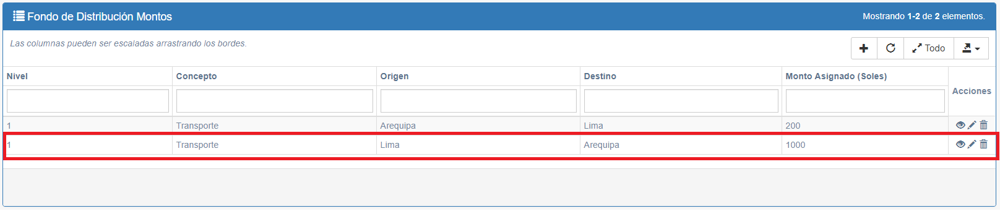 Fondo de Distribución Montos
Mostrando 1-2 de 2 elementos.
Las columnas pueden ser escaladas arrastrando los bordes.
Todo
Nivel Concepto Origen Destino Monto Asignado (Soles) Acciones
1 Transporte Arequipa Lima 200
1 Transporte Lima Arequipa 1000